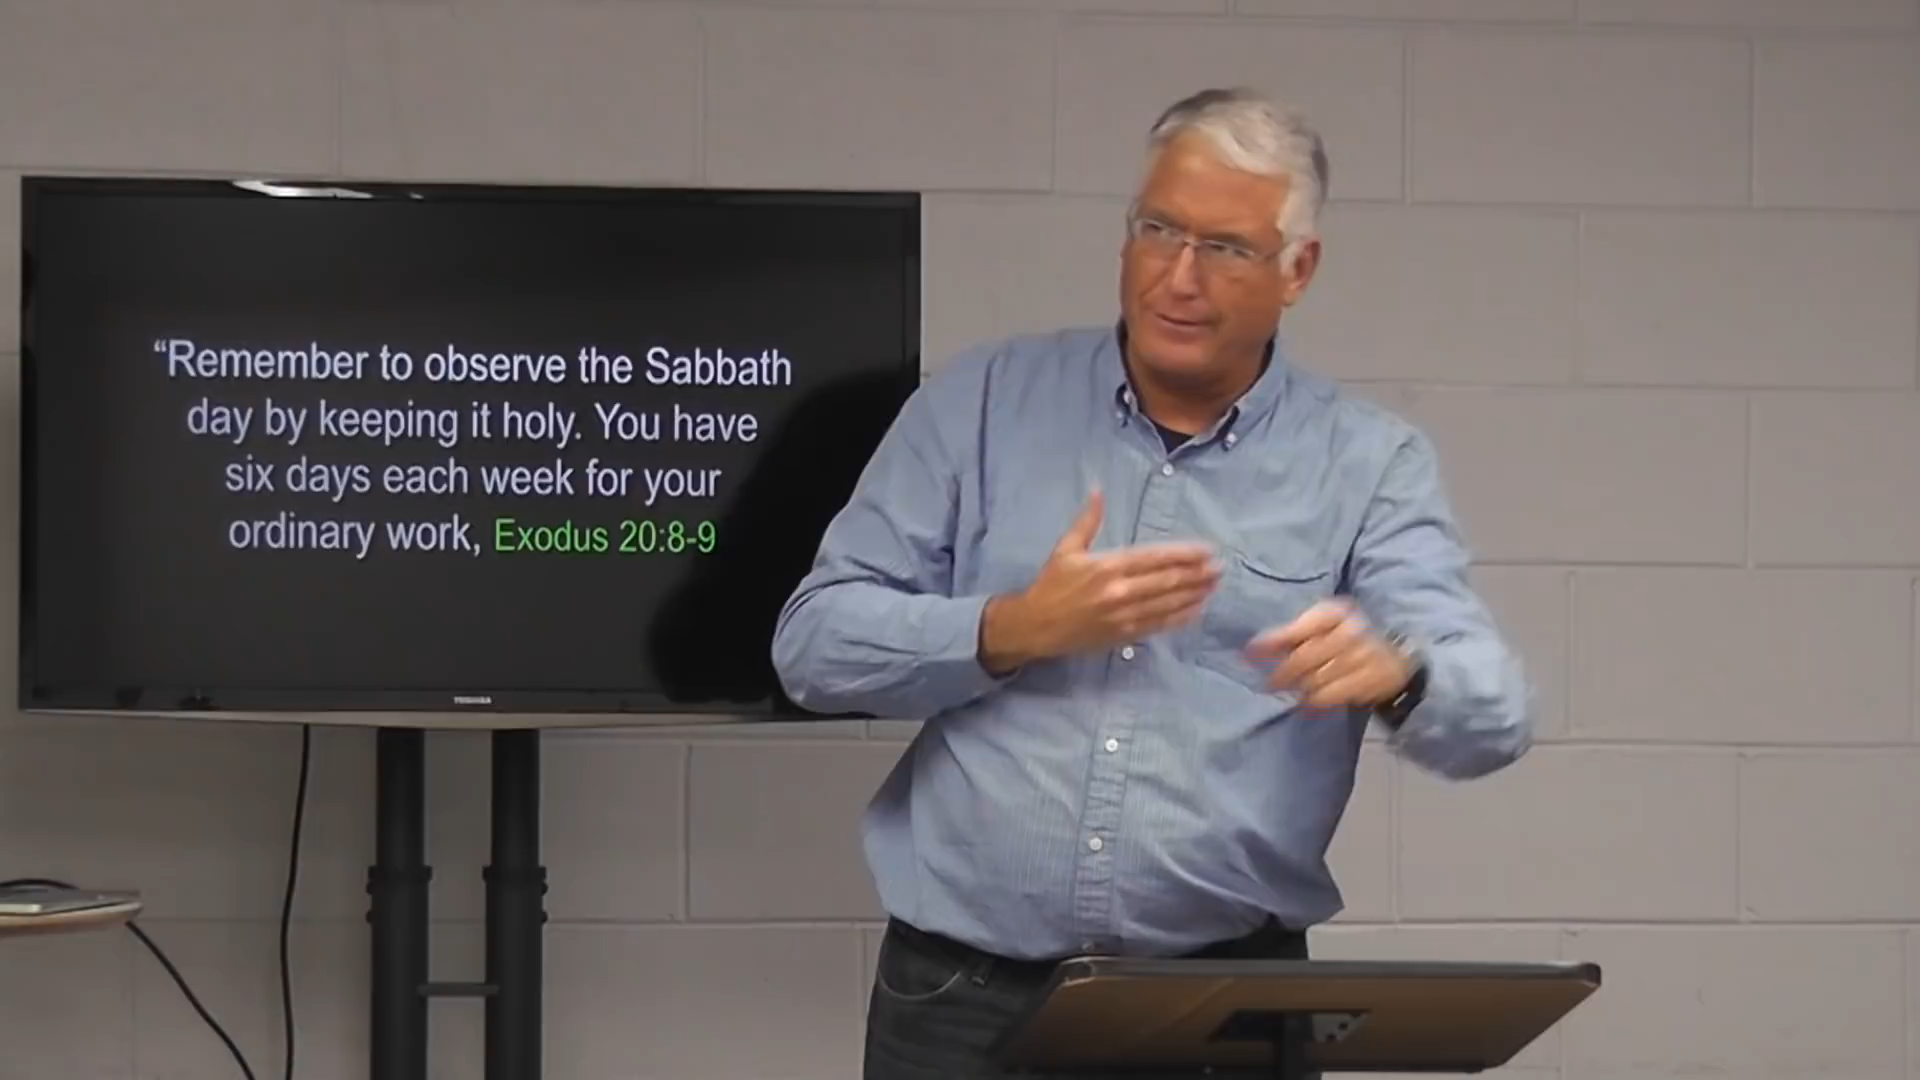 “Remember to observe the Sabbath
day by keeping it holy. You have
six days each week for your
ordinary work, Exodus 20:8-9
TOSHIBA